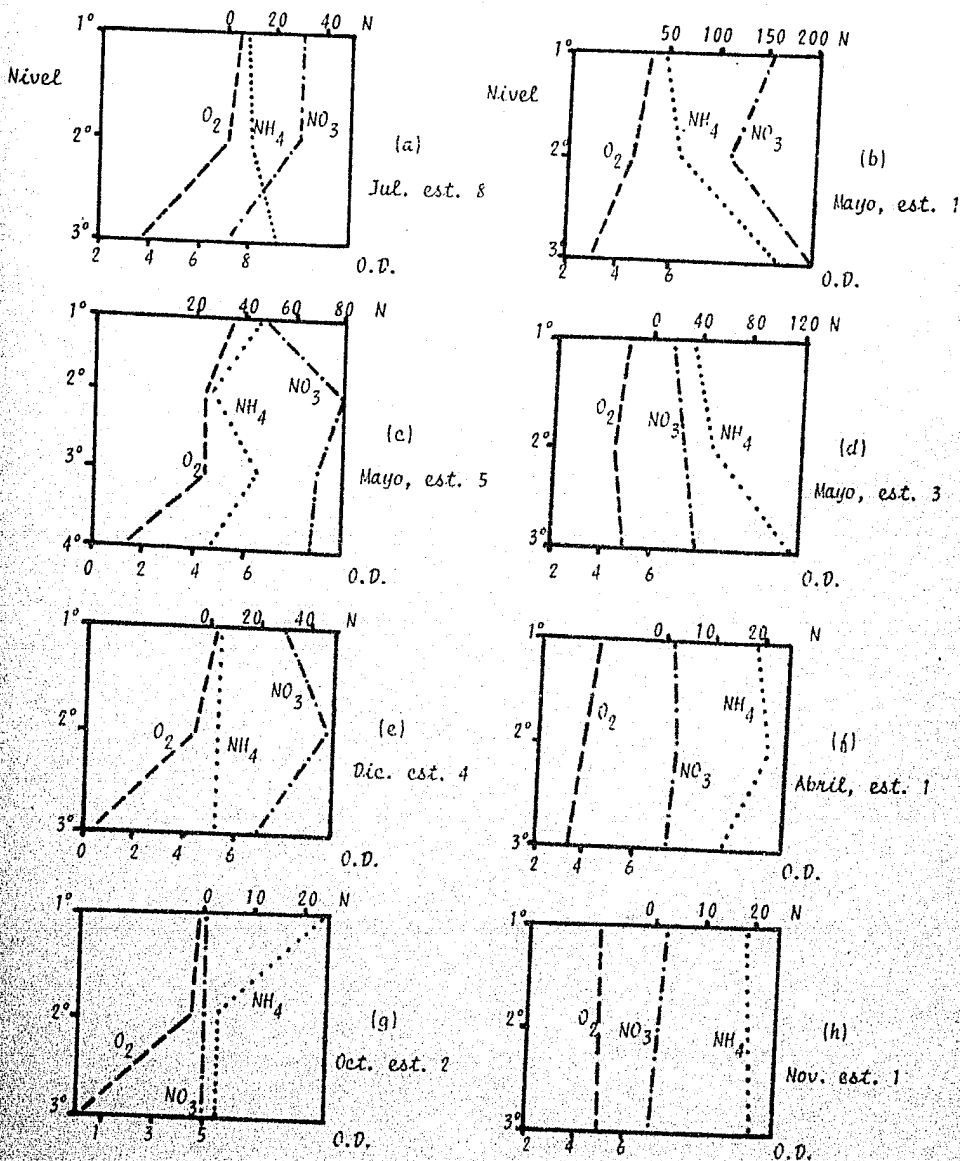 0 20 40 N
1°
Nivel
O2
NH4
NO3
2°
(a)
Jul. est. 8
3°
2 4 6 8
O.D.
50 100 150 200 N
1°
Nivel
NH4
O2
NO3
2°
(b)
Mayo, est. 1
3°
2 4 6
O.D.
20 40 60 80 N
1°
2°
NO3
NH4
(c)
3°
O2
Mayo, est. 5
4°
0 2 4 6
O.D.
0 40 80 120 N
1°
O2
NO3
NH4
2°
(d)
Mayo, est. 3
3°
2 4 6
O.D.
0 20 40 N
1°
NO3
2°
O2
NH4
(e)
Dic. est. 4
3°
0 2 4 6
O.D.
0 10 20 N
1°
NH4
O2
2°
(f)
NO3
Abril, est. 1
3°
2 4 6
O.D.
0 10 20 N
1°
NH4
2°
(g)
O2
Oct. est. 2
NO3
3°
1 3 5
O.D.
0 10 20 N
1°
O2
NO3
2°
NH4
(h)
Nov. est. 1
3°
2 4 6
O.D.